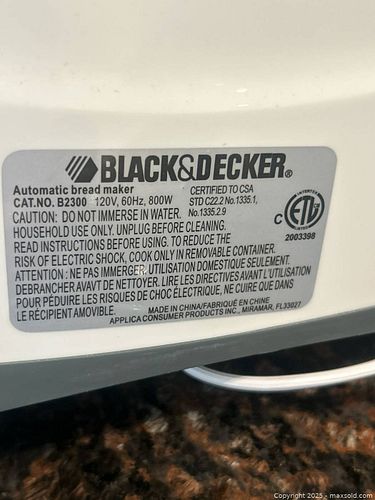 BLACK&DECKER®
Automatic bread maker
CAT.NO. B2300 120V, 60Hz, 800W
CERTIFIED TO CSA
STD C22.2 No.1335.1,
No.1335.2.9
CAUTION: DO NOT IMMERSE IN WATER.
HOUSEHOLD USE ONLY. UNPLUG BEFORE CLEANING.
READ INSTRUCTIONS BEFORE USING. TO REDUCE THE
RISK OF ELECTRIC SHOCK, COOK ONLY IN REMOVABLE CONTAINER.
ATTENTION : NE PAS IMMERGER. UTILISATION DOMESTIQUE SEULEMENT.
DEBRANCHER AVANT DE NETTOYER. LIRE LES DIRECTIVES AVANT L'UTILISATION
POUR PÉDUIRE LES RISQUES DE CHOC ÉLECTRIQUE, NE CUIRE QUE DANS
LE RÉCIPIENT AMOVIBLE.
MADE IN CHINA/FABRIQUÉ EN CHINE
APPLICA CONSUMER PRODUCTS INC., MIRAMAR, FL33027
C ETL
INTERTEK
2003398
Copyright © 2025 - maxsold.com